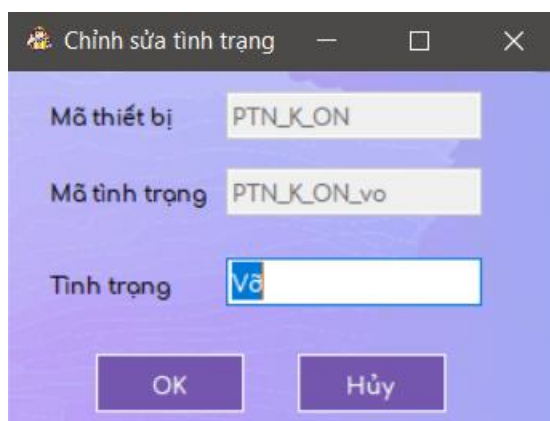 Chỉnh sửa tình trạng
Mã thiết bị PTN_K_ON
Mã tình trạng PTN_K_ON_vo
Tình trạng Vỡ
OK Hủy